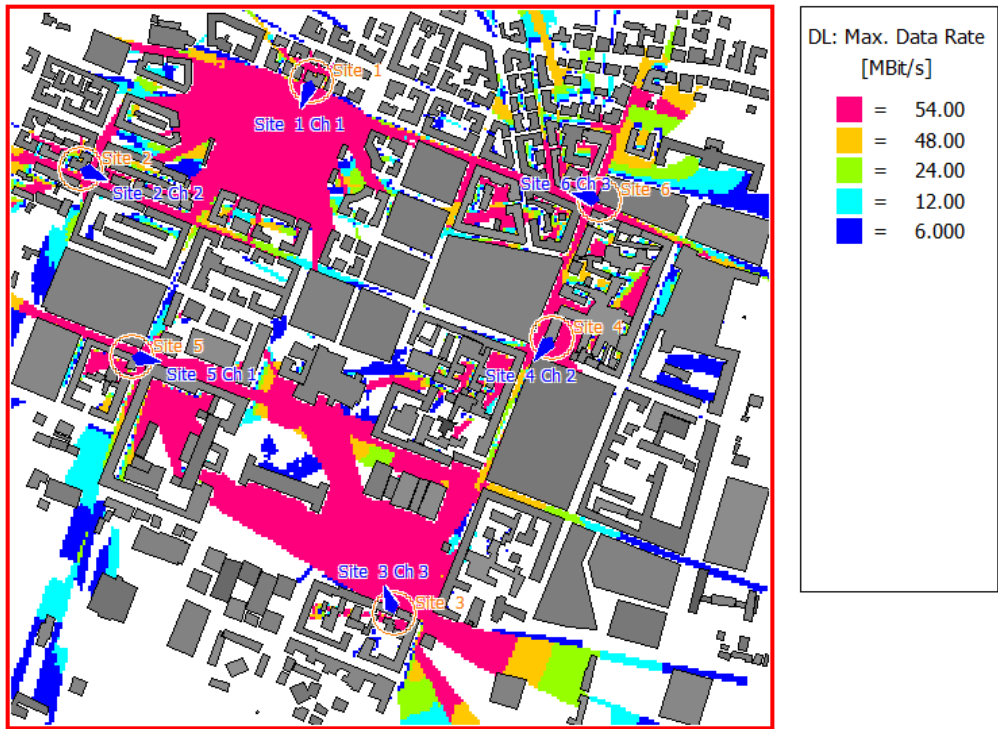 DL: Max. Data Rate
[MBit/s]
= 54.00
= 48.00
= 24.00
= 12.00
= 6.000
Site 1
Site 1 Ch 1
Site 2
Site 2 Ch 2
Site 6 Ch 3
Site 6
Site 4
Site 4 Ch 2
Site 5
Site 5 Ch 1
Site 3 Ch 3
Site 3